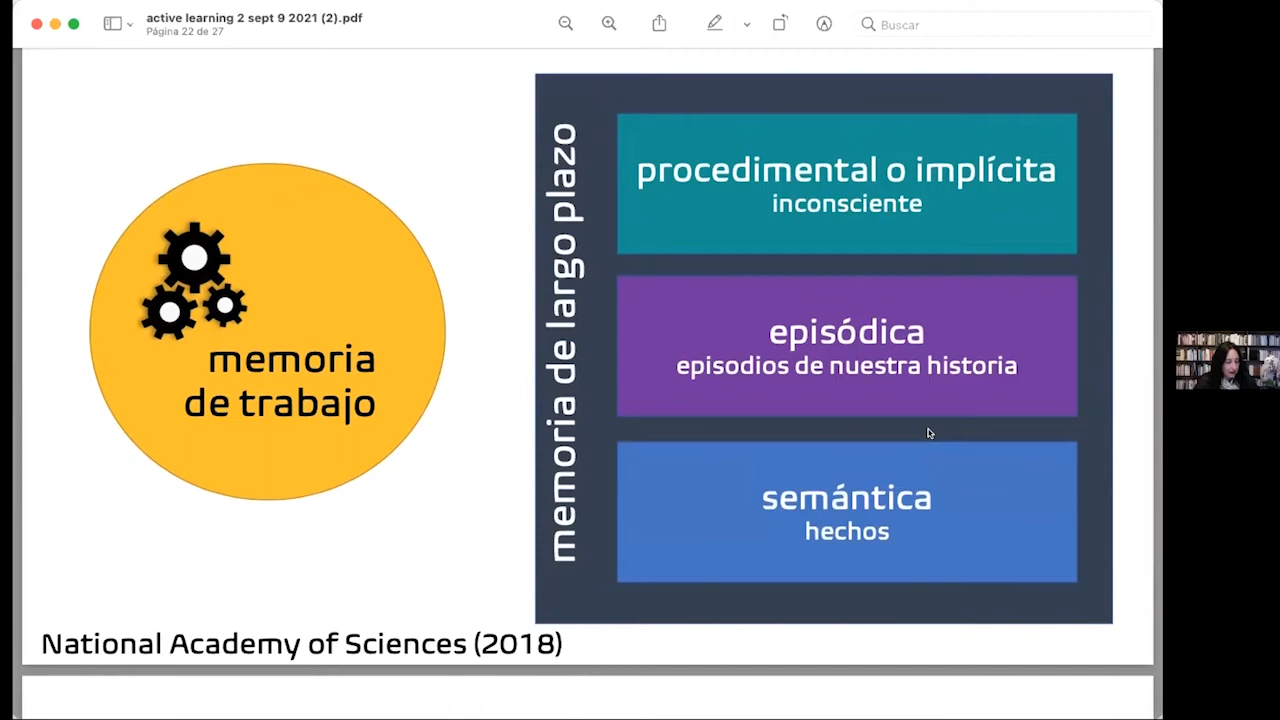 active learning 2 sept 9 2021 (2).pdf
Página 22 de 27
Buscar
memoria
de trabajo
memoria de largo plazo
procedimental o implícita
inconsciente
episódica
episodios de nuestra historia
semántica
hechos
National Academy of Sciences (2018)